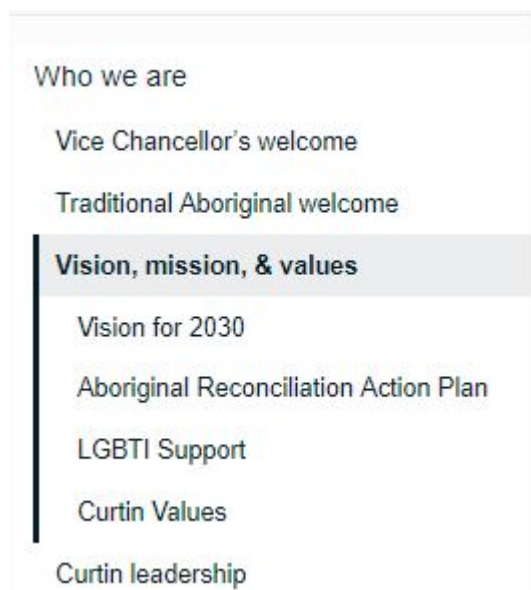 Who we are
Vice Chancellor’s welcome
Traditional Aboriginal welcome
Vision, mission, & values
Vision for 2030
Aboriginal Reconciliation Action Plan
LGBTI Support
Curtin Values
Curtin leadership